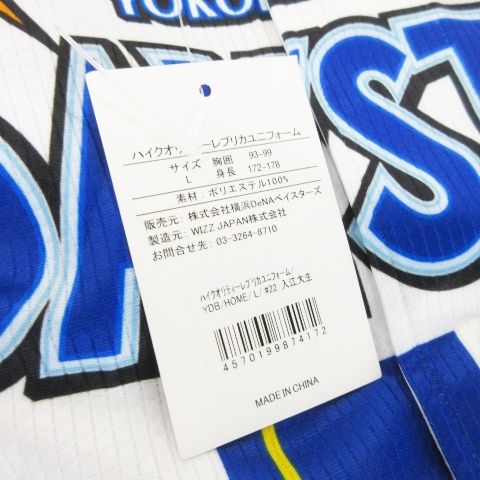 YOKOH
BAYST
ハイクオリティーレプリカユニフォーム
サイズ 胸囲 93-99
L 身長 172-178
素材：ポリエステル100%
販売元：株式会社横浜DeNAベイスターズ
製造元：WIZZ JAPAN株式会社
お問合せ先：03-3264-8710
ハイクオリティーレプリカユニフォーム/
YDB/HOME/L/#22:入江大生
4570199874172
MADE IN CHINA